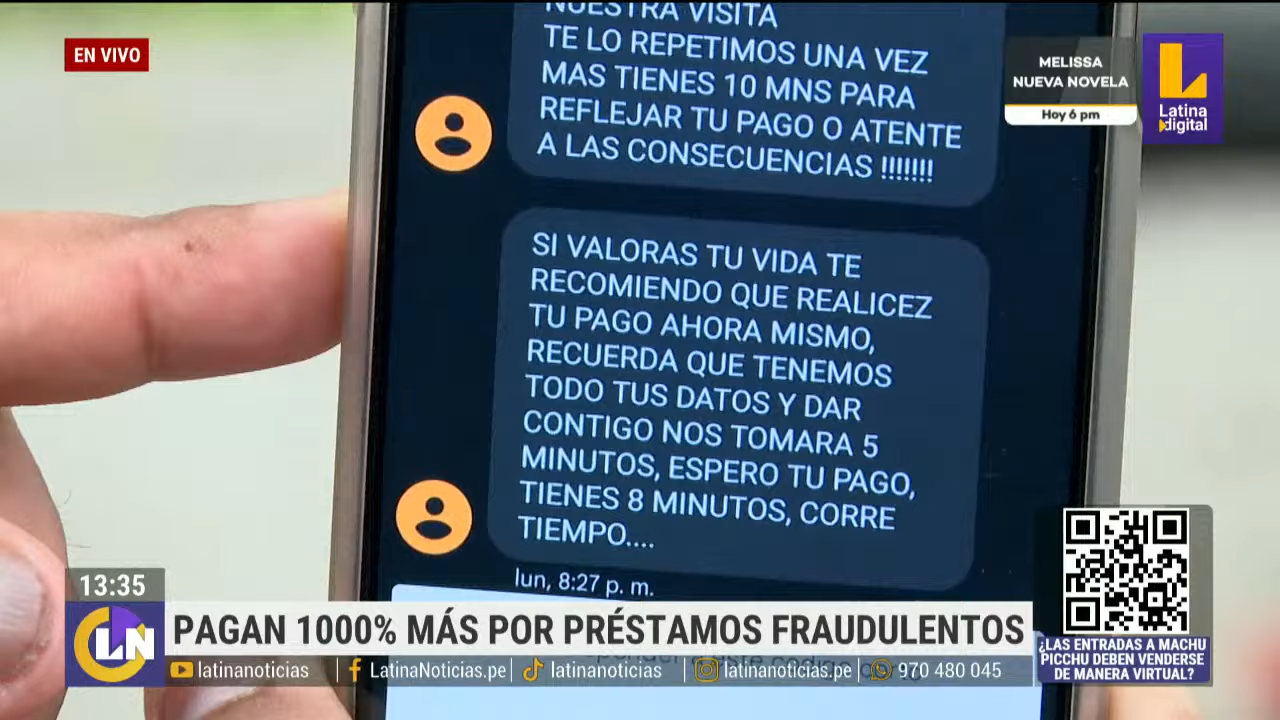 EN VIVO
NUESTRA VISITA
TE LO REPETIMOS UNA VEZ
MAS TIENES 10 MNS PARA
REFLEJAR TU PAGO O ATENTE
A LAS CONSECUENCIAS !!!!!!!
MELISSA
NUEVA NOVELA
Hoy 6 pm
Latina
digital
SI VALORAS TU VIDA TE
RECOMIENDO QUE REALICEZ
TU PAGO AHORA MISMO,
RECUERDA QUE TENEMOS
TODO TUS DATOS Y DAR
CONTIGO NOS TOMARA 5
MINUTOS, ESPERO TU PAGO,
TIENES 8 MINUTOS, CORRE
TIEMPO....
lun, 8:27 p. m.
13:35
LN
PAGAN 1000% MÁS POR PRÉSTAMOS FRAUDULENTOS
latinanoticias
LatinaNoticias.pe
latinanoticias
latinanoticias.pe
970 480 045
¿LAS ENTRADAS A MACHU
PICCHU DEBEN VENDERSE
DE MANERA VIRTUAL?